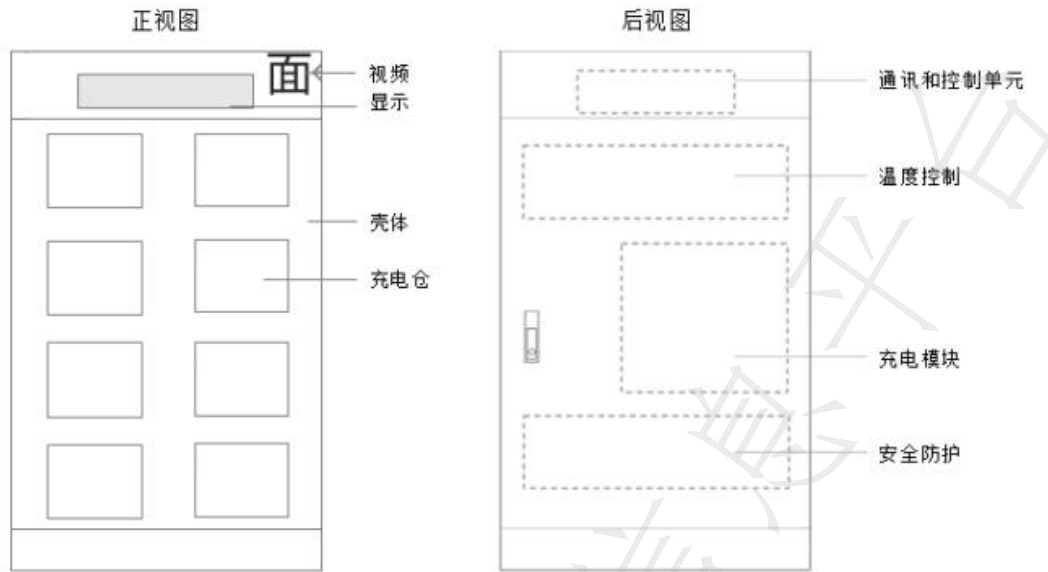 正视图
后视图
面
视频
显示
壳体
充电仓
通讯和控制单元
温度控制
充电模块
安全防护